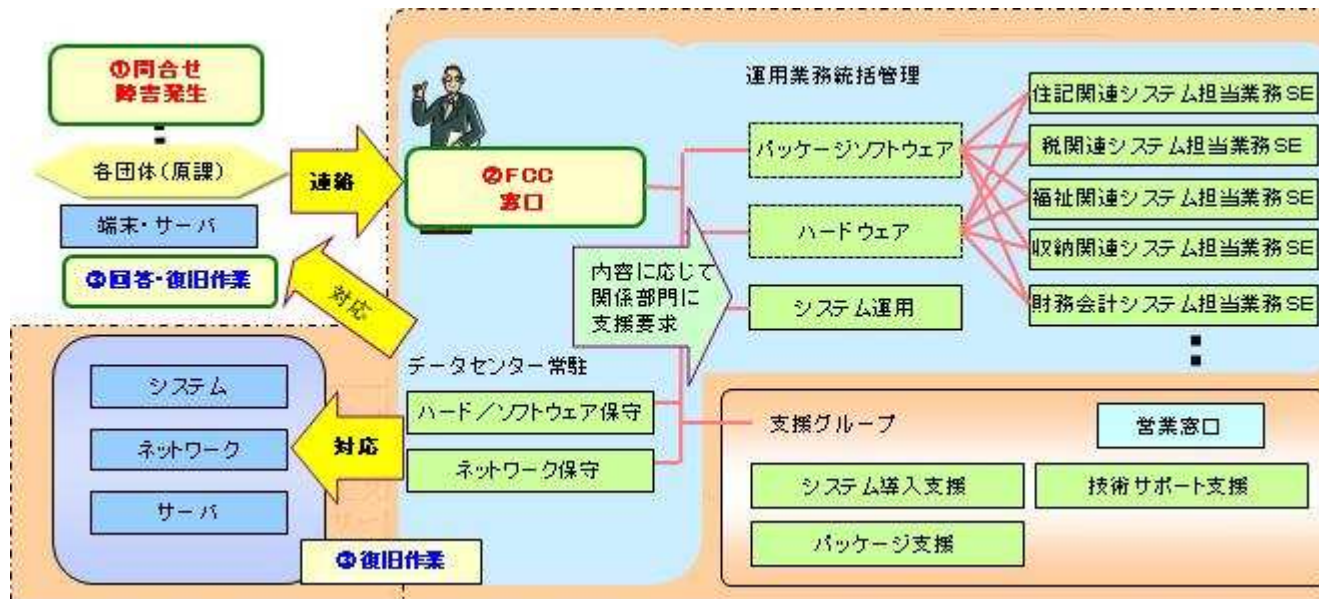 ①問合せ
障害発生
各団体(原課)
端末・サーバ
③回答・復旧作業
連絡
対応
②FCC
窓口
運用業務統括管理
パッケージソフトウェア
ハードウェア
システム運用
内容に応じて
関係部門に
支援要求
住記関連システム担当業務SE
税関連システム担当業務SE
福祉関連システム担当業務SE
収納関連システム担当業務SE
財務会計システム担当業務SE
データセンター常駐
ハード/ソフトウェア保守
ネットワーク保守
対応
システム
ネットワーク
サーバ
③復旧作業
支援グループ
営業窓口
システム導入支援
技術サポート支援
パッケージ支援